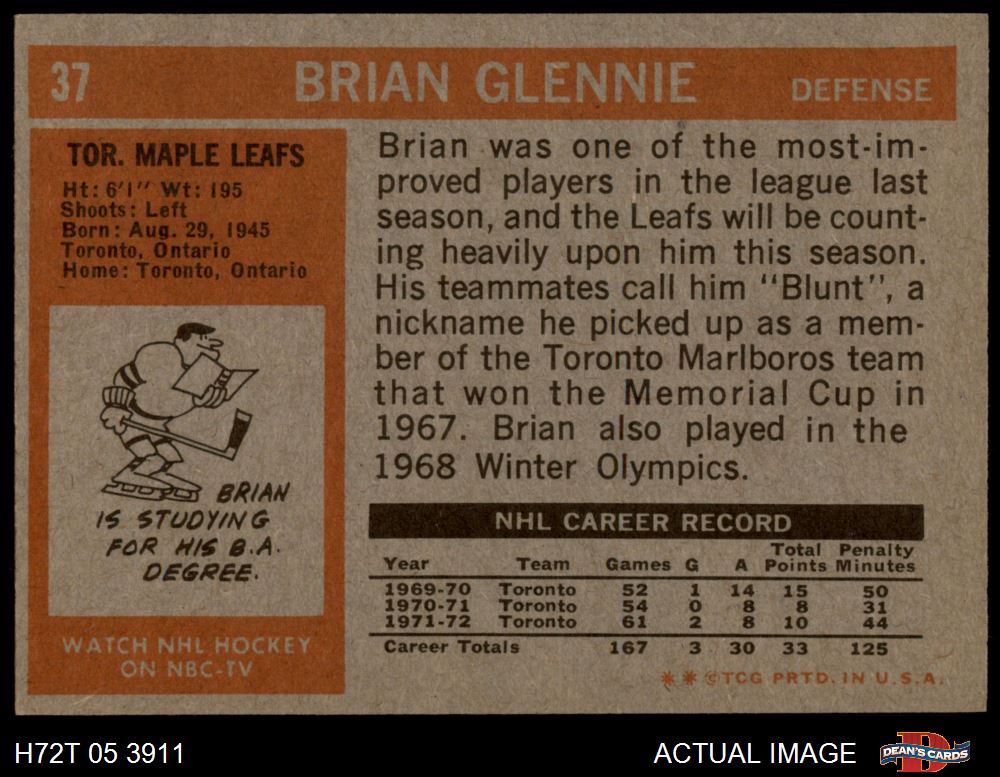 37 BRIAN GLENNIE DEFENSE
TOR. MAPLE LEAFS
Ht: 6'1" Wt: 195
Shoots: Left
Born: Aug. 29, 1945
Toronto, Ontario
Home: Toronto, Ontario
BRIAN
IS STUDYING
FOR HIS B.A.
DEGREE.
WATCH NHL HOCKEY
ON NBC-TV
Brian was one of the most-im-
proved players in the league last
season, and the Leafs will be count-
ing heavily upon him this season.
His teammates call him "Blunt", a
nickname he picked up as a mem-
ber of the Toronto Marlboros team
that won the Memorial Cup in
1967. Brian also played in the
1968 Winter Olympics.
NHL CAREER RECORD
Year Team Games G A Total Points Penalty Minutes
1969-70 Toronto 52 1 14 15 50
1970-71 Toronto 54 0 8 8 31
1971-72 Toronto 61 2 8 10 44
Career Totals 167 3 30 33 125
**©TCG PRTD. IN U.S.A.
H72T 05 3911
ACTUAL IMAGE
DEAN'S CARDS